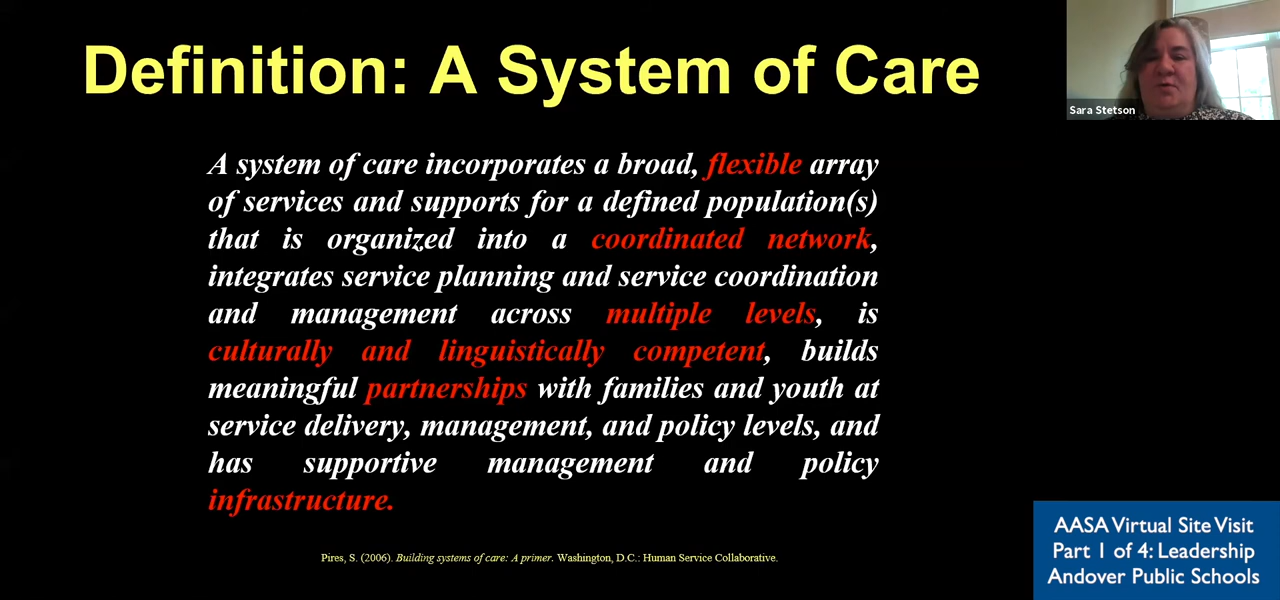 Definition: A System of Care
Sara Stetson
A system of care incorporates a broad, flexible array
of services and supports for a defined population(s)
that is organized into a coordinated network,
integrates service planning and service coordination
and management across multiple levels, is
culturally and linguistically competent, builds
meaningful partnerships with families and youth at
service delivery, management, and policy levels, and
has supportive management and policy
infrastructure.
Pires, S. (2006). Building systems of care: A primer. Washington, D.C.: Human Service Collaborative.
AASA Virtual Site Visit
Part 1 of 4: Leadership
Andover Public Schools